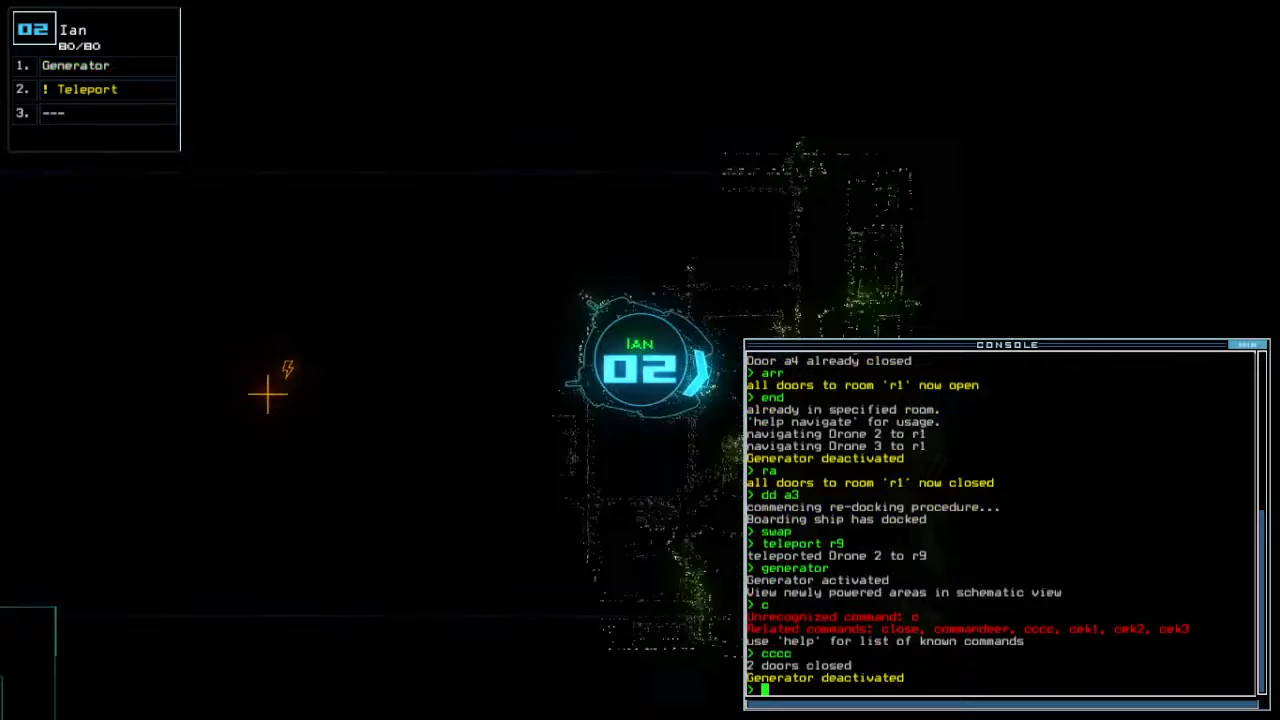 02 Ian
80/80
1. Generator
2. ! Teleport
3. ---
IAN
02
CONSOLE
Door a4 already closed
> arr
all doors to room 'r1' now open
> end
already in specified room.
'help navigate' for usage.
navigating Drone 2 to r1
navigating Drone 3 to r1
Generator deactivated
> ra
all doors to room 'r1' now closed
> dd a3
commencing re-docking procedure...
Boarding ship has docked
> swap
> teleport r9
teleported Drone 2 to r9
> generator
Generator activated
View newly powered areas in schematic view
> c
Unrecognized command: c
Related commands: close, commandeer, cccc, cek1, cek2, cek3
use 'help' for list of known commands
> cccc
2 doors closed
Generator deactivated
>